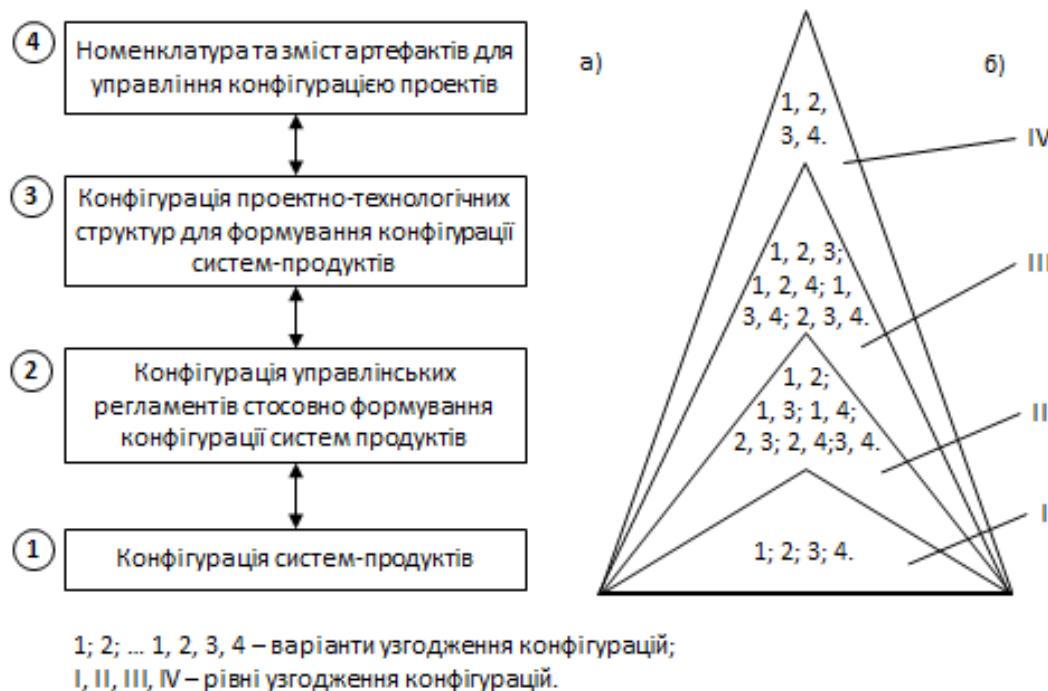 4
Номенклатура та зміст артефактів для
управління конфігурацією проектів
3
Конфігурація проектно-технологічних
структур для формування конфігурації
систем-продуктів
2
Конфігурація управлінських
регламентів стосовно формування
конфігурації систем продуктів
1
Конфігурація систем-продуктів
а)
б)
1, 2,
3, 4.
IV
1, 2, 3;
1, 2, 4; 1,
3, 4; 2, 3, 4.
III
1, 2;
1, 3; 1, 4;
2, 3; 2, 4;3, 4.
II
1; 2; 3; 4.
I
1; 2; ... 1, 2, 3, 4 – варіанти узгодження конфігурацій;
I, II, III, IV – рівні узгодження конфігурацій.